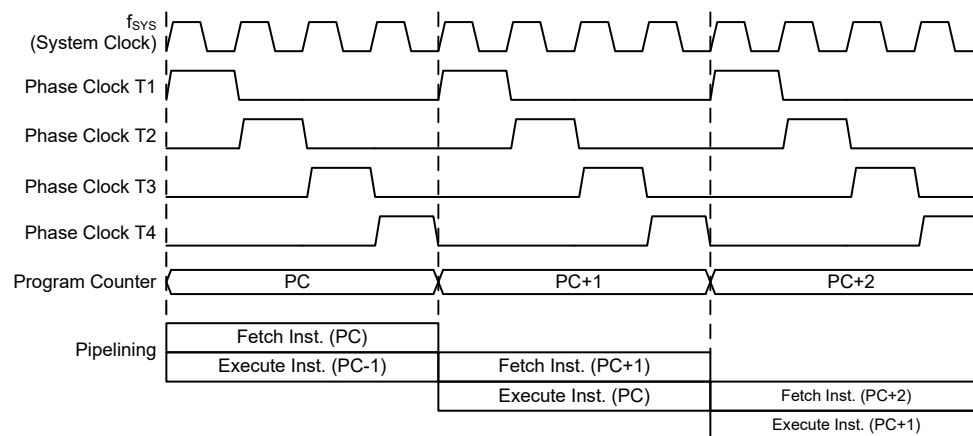 fSYS
(System Clock)
Phase Clock T1
Phase Clock T2
Phase Clock T3
Phase Clock T4
Program Counter PC PC+1 PC+2
Pipelining
Fetch Inst. (PC)
Execute Inst. (PC-1) Fetch Inst. (PC+1)
Execute Inst. (PC) Fetch Inst. (PC+2)
Execute Inst. (PC+1)